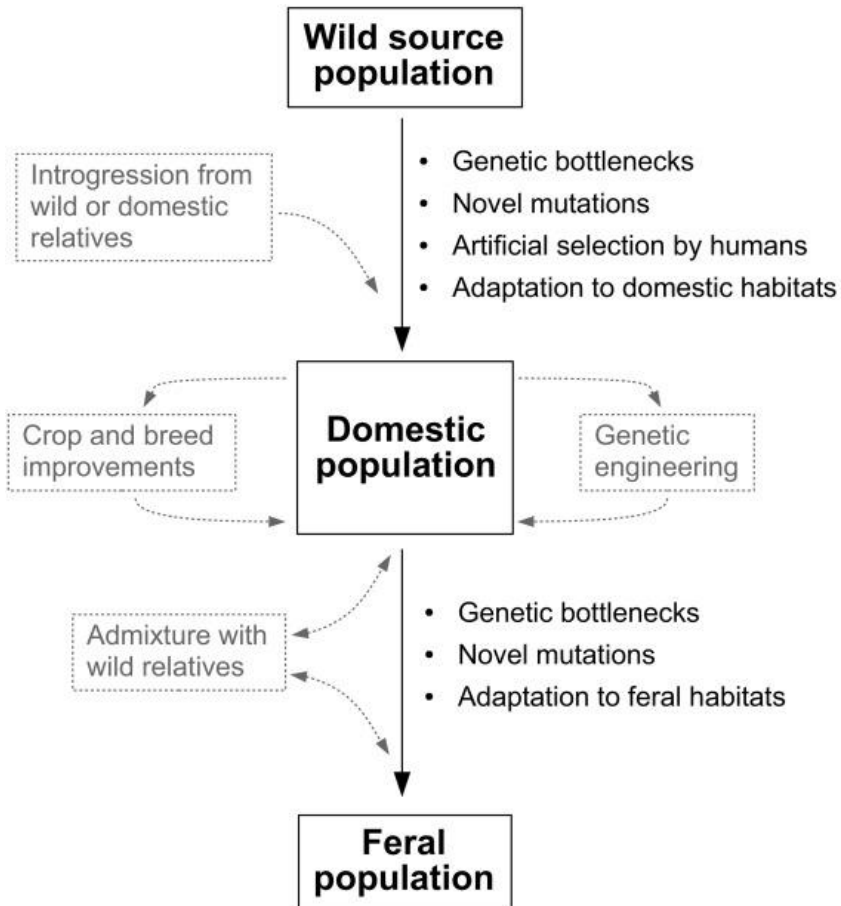 Wild source
population
Introgression from
wild or domestic
relatives
• Genetic bottlenecks
• Novel mutations
• Artificial selection by humans
• Adaptation to domestic habitats
Crop and breed
improvements
Domestic
population
Genetic
engineering
Admixture with
wild relatives
• Genetic bottlenecks
• Novel mutations
• Adaptation to feral habitats
Feral
population